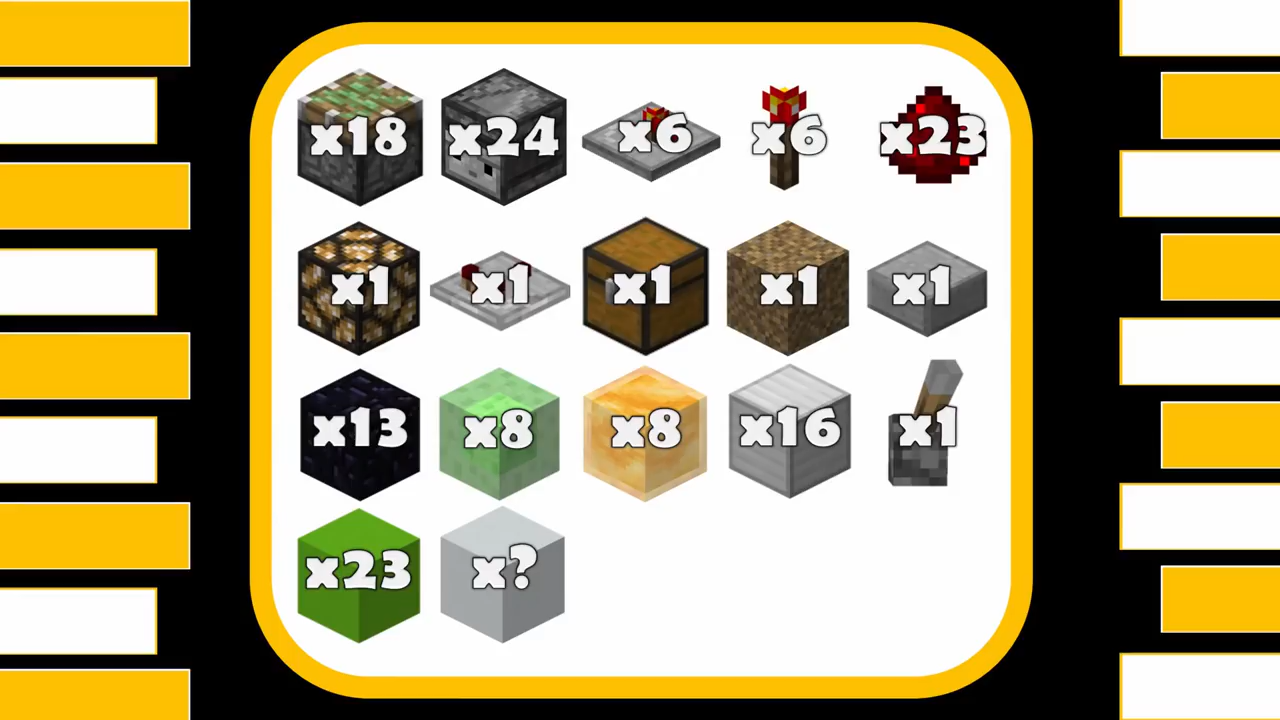 x18 x24 x6 x6 x23
x1 x1 x1 x1 x1
x13 x8 x8 x16 x1
x23 x?